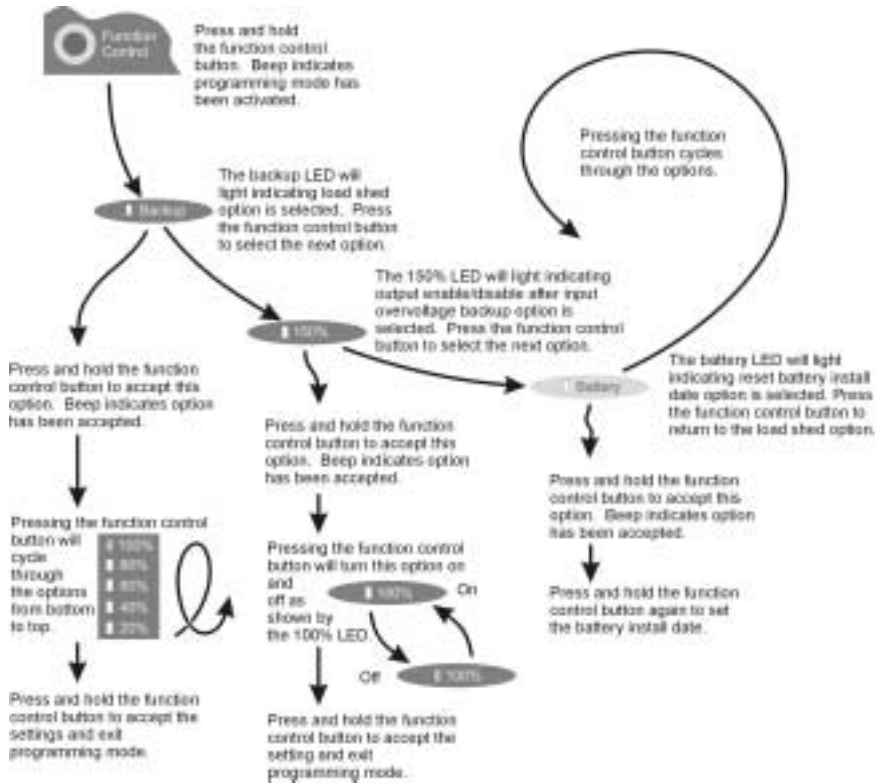 Function
Control
Press and hold
the function control
button. Beep indicates
programming mode has
been activated.
Pressing the function
control button cycles
through the options.
The backup LED will
light indicating load shed
option is selected. Press
the function control button
to select the next option.
Backup
The 150% LED will light indicating
output enable/disable after input
overvoltage backup option is
selected. Press the function control
button to select the next option.
100%
The battery LED will light
indicating reset battery install
date option is selected. Press
the function control button to
return to the load shed option.
Battery
Press and hold the function
control button to accept this
option. Beep indicates option
has been accepted.
Press and hold the function
control button to accept this
option. Beep indicates option
has been accepted.
Press and hold the function
control button to accept this
option. Beep indicates option
has been accepted.
Pressing the function control
button will
cycle
through
the options
from bottom
to top.
100%
80%
60%
40%
20%
Pressing the function control
button will turn this option on
and
off as
shown by
the 100% LED.
100%
On
Off
100%
Press and hold the function
control button again to set
the battery install date.
Press and hold the function
control button to accept the
settings and exit
programming mode.
Press and hold the function
control button to accept the
setting and exit
programming mode.